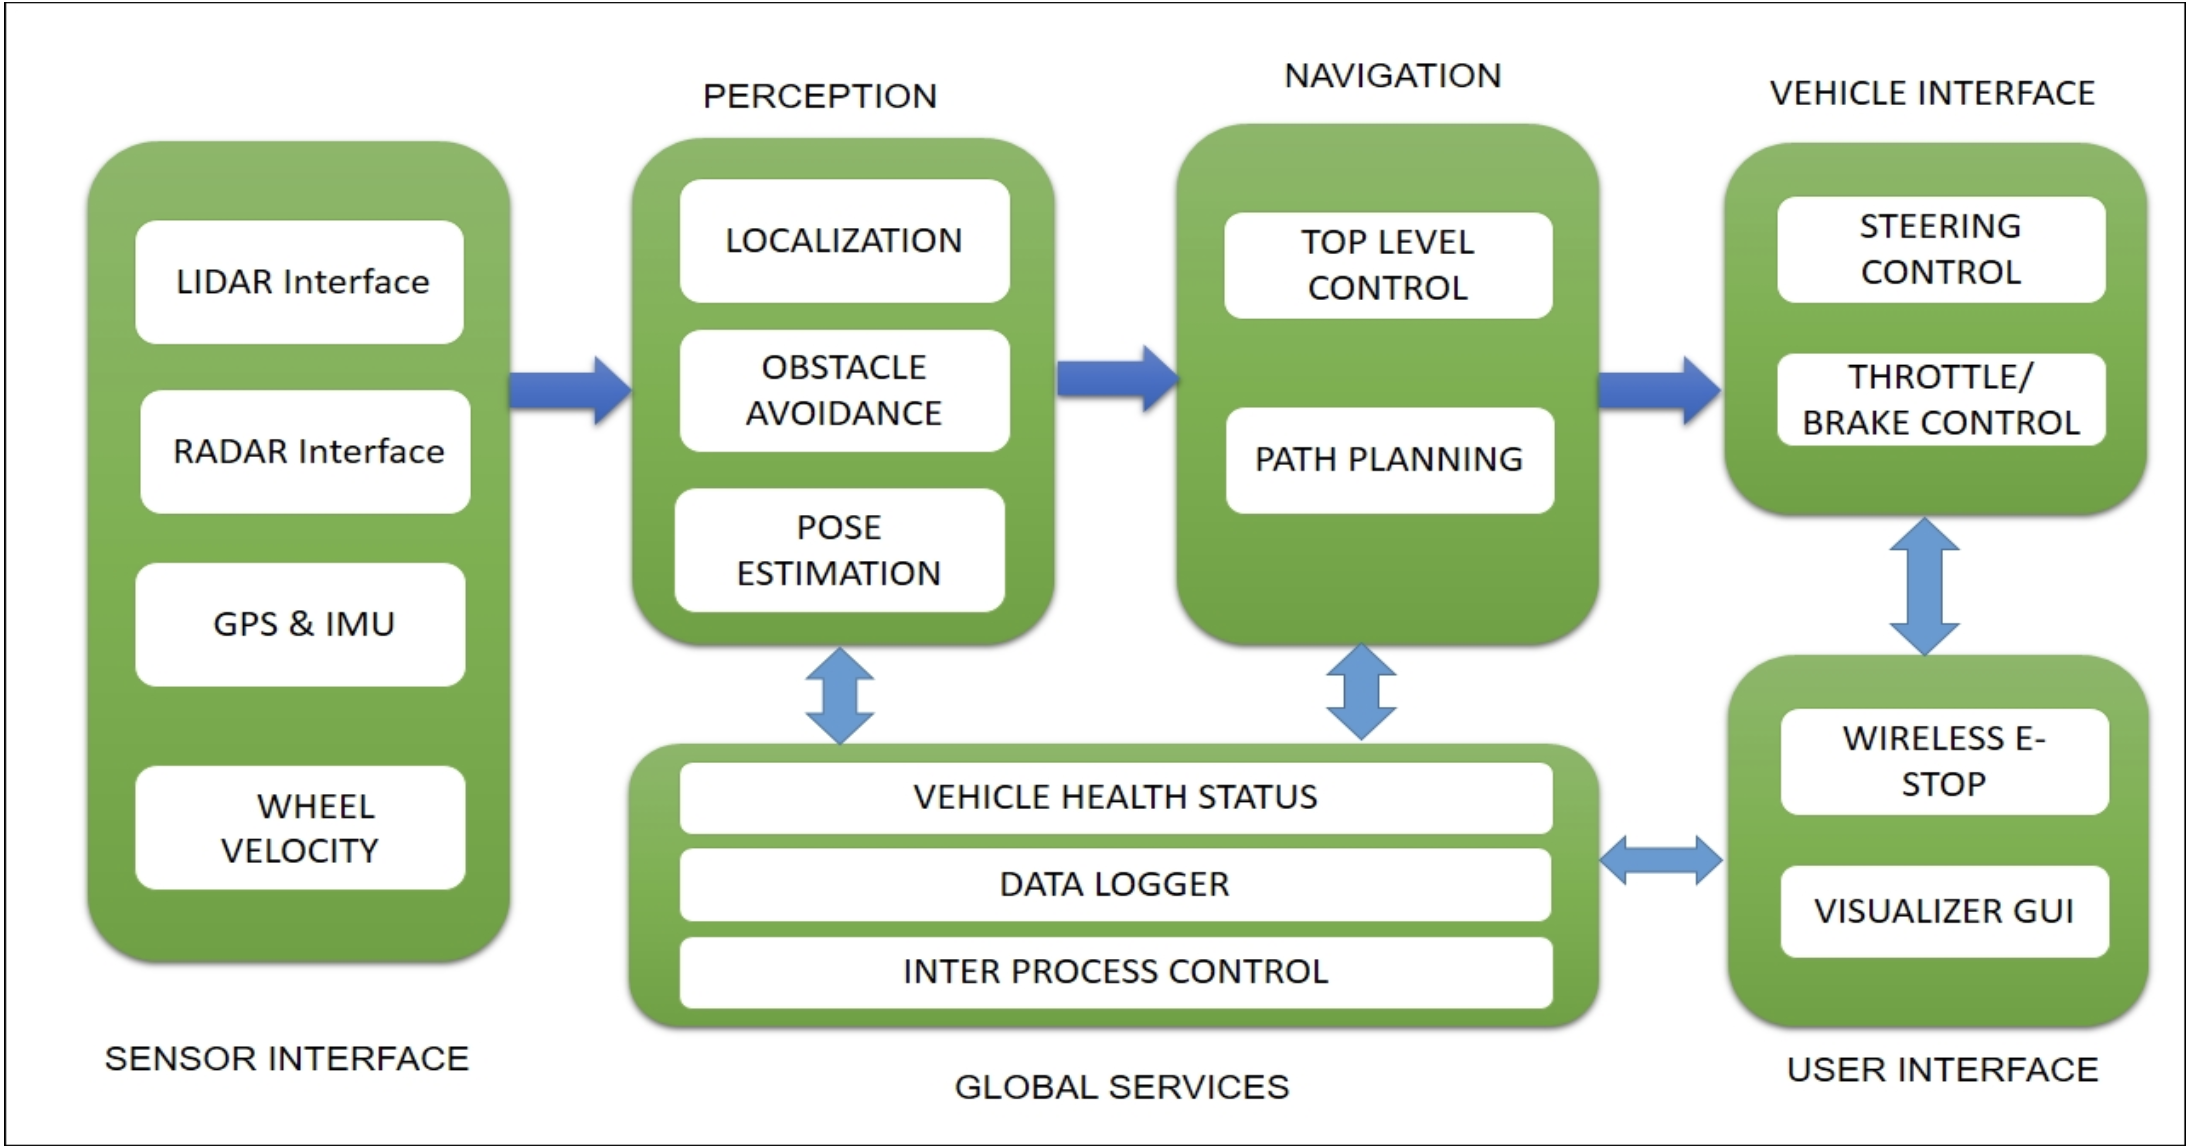 PERCEPTION
NAVIGATION
VEHICLE INTERFACE
LIDAR Interface
RADAR Interface
GPS & IMU
WHEEL
VELOCITY
SENSOR INTERFACE
LOCALIZATION
OBSTACLE
AVOIDANCE
POSE
ESTIMATION
TOP LEVEL
CONTROL
PATH PLANNING
STEERING
CONTROL
THROTTLE/
BRAKE CONTROL
VEHICLE HEALTH STATUS
DATA LOGGER
INTER PROCESS CONTROL
GLOBAL SERVICES
WIRELESS E-
STOP
VISUALIZER GUI
USER INTERFACE